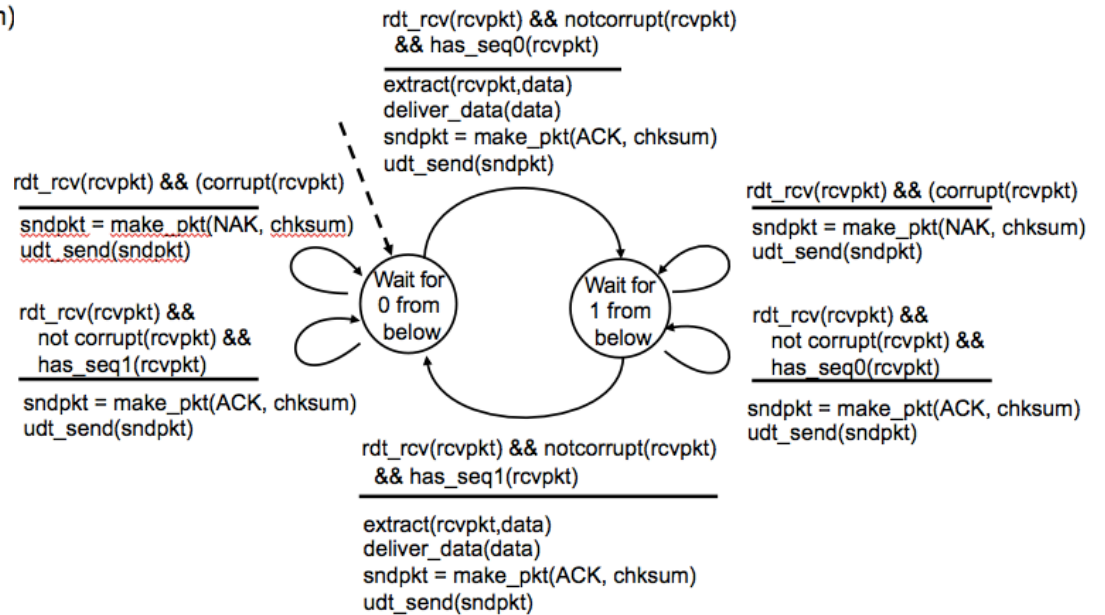 n)
rdt_rcv(rcvpkt) && notcorrupt(rcvpkt)
&& has_seq0(rcvpkt)
extract(rcvpkt,data)
deliver_data(data)
sndpkt = make_pkt(ACK, chksum)
udt_send(sndpkt)
rdt_rcv(rcvpkt) && (corrupt(rcvpkt)
sndpkt = make_pkt(NAK, chksum)
udt_send(sndpkt)
rdt_rcv(rcvpkt) &&
not corrupt(rcvpkt) &&
has_seq1(rcvpkt)
sndpkt = make_pkt(ACK, chksum)
udt_send(sndpkt)
Wait for
0 from
below
Wait for
1 from
below
rdt_rcv(rcvpkt) && (corrupt(rcvpkt)
sndpkt = make_pkt(NAK, chksum)
udt_send(sndpkt)
rdt_rcv(rcvpkt) &&
not corrupt(rcvpkt) &&
has_seq0(rcvpkt)
sndpkt = make_pkt(ACK, chksum)
udt_send(sndpkt)
rdt_rcv(rcvpkt) && notcorrupt(rcvpkt)
&& has_seq1(rcvpkt)
extract(rcvpkt,data)
deliver_data(data)
sndpkt = make_pkt(ACK, chksum)
udt_send(sndpkt)